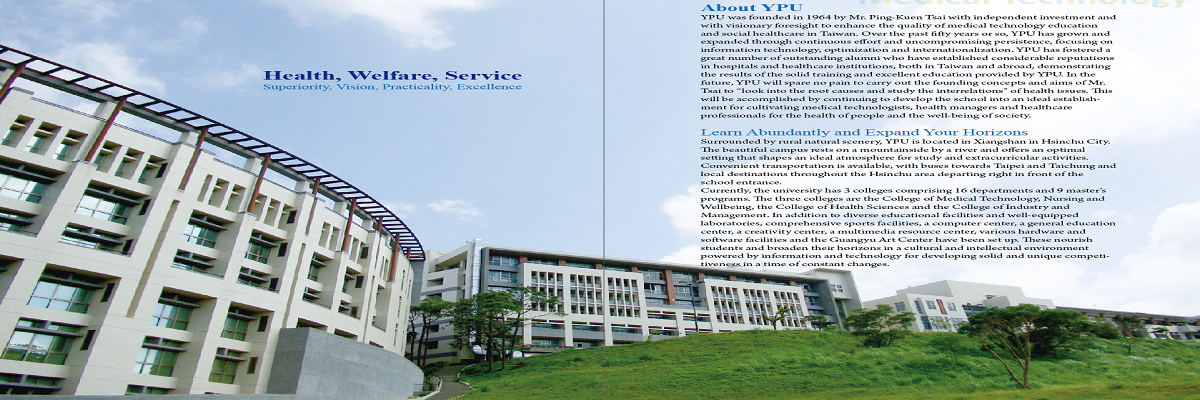 Health, Welfare, Service
Superiority, Vision, Practicality, Excellence
Medical Technology
About YPU
YPU was founded in 1964 by Mr. Ping-Kuen Tsai with independent investment and
with visionary foresight to enhance the quality of medical technology education
and social healthcare in Taiwan. Over the past fifty years or so, YPU has grown and
expanded through continuous effort and uncompromising persistence, focusing on
information technology, optimization and internationalization. YPU has fostered a
great number of outstanding alumni who have established considerable reputations
in hospitals and healthcare institutions, both in Taiwan and abroad, demonstrating
the results of the solid training and excellent education provided by YPU. In the
future, YPU will spare no pain to carry out the founding concepts and aims of Mr.
Tsai to "look into the root causes and study the interrelations" of health issues. This
will be accomplished by continuing to develop the school into an ideal establish-
ment for cultivating medical technologists, health managers and healthcare
professionals for the health of people and the well-being of society.
Learn Abundantly and Expand Your Horizons
Surrounded by rural natural scenery, YPU is located in Xiangshan in Hsinchu City.
The beautiful campus rests on a mountainside by a river and offers an optimal
setting that shapes an ideal atmosphere for study and extracurricular activities.
Convenient transportation is available, with buses towards Taipei and Taichung and
local destinations throughout the Hsinchu area departing right in front of the
school entrance.
Currently, the university has 3 colleges comprising 16 departments and 9 master's
programs. The three colleges are the College of Medical Technology, Nursing and
Wellbeing, the College of Health Sciences and the College of Industry and
Management. In addition to diverse educational facilities and well-equipped
laboratories, comprehensive sports facilities, a computer center, a general education
center, a creativity center, a multimedia resource center, various hardware and
software facilities and the Guangyu Art Center have been set up. These nourish
students and broaden their horizons in a cultural and intellectual environment
powered by information and technology for developing solid and unique competi-
tiveness in a time of constant changes.